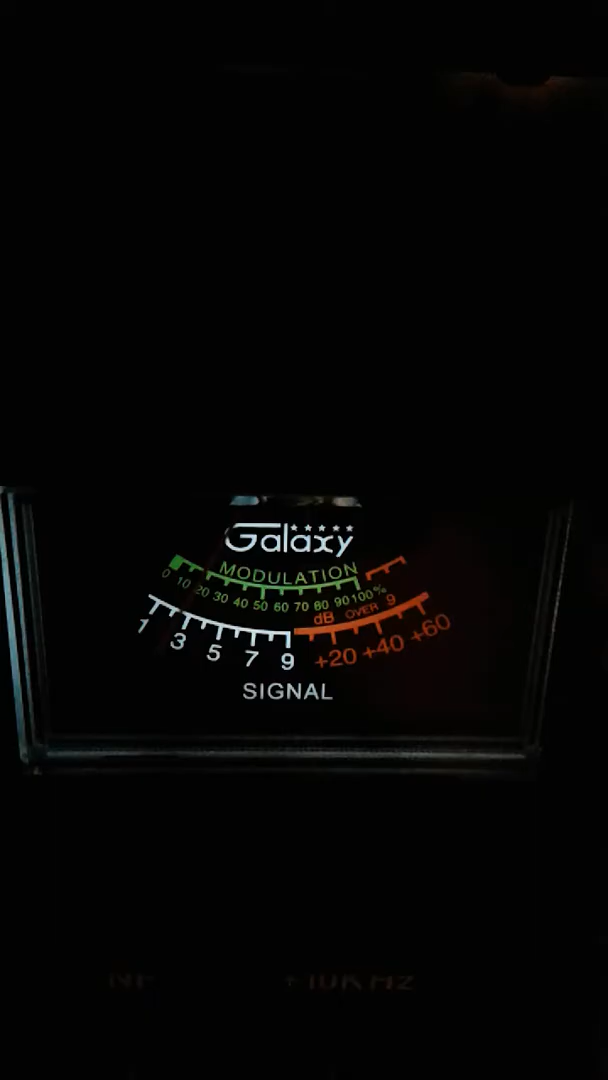 Galaxy
MODULATION
0 10 20 30 40 50 60 70 80 90 100%
dB OVER 9
1 3 5 7 9 +20 +40 +60
SIGNAL
+10KHz